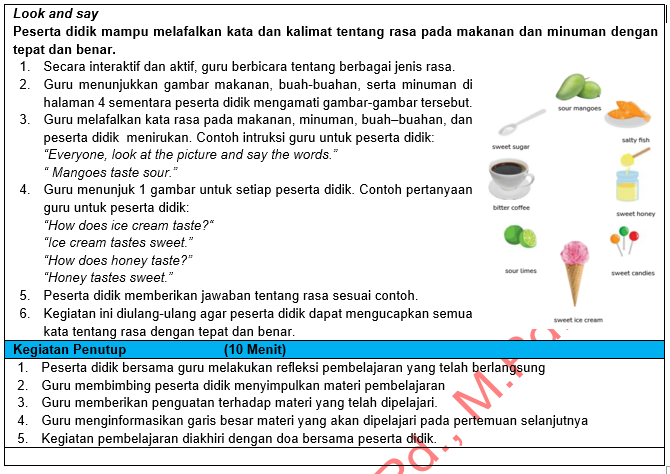 Look and say
Peserta didik mampu melafalkan kata dan kalimat tentang rasa pada makanan dan minuman dengan
tepat dan benar.
1. Secara interaktif dan aktif, guru berbicara tentang berbagai jenis rasa.
2. Guru menunjukkan gambar makanan, buah-buahan, serta minuman di
halaman 4 sementara peserta didik mengamati gambar-gambar tersebut.
3. Guru melafalkan kata rasa pada makanan, minuman, buah–buahan, dan
peserta didik menirukan. Contoh intruksi guru untuk peserta didik:
“Everyone, look at the picture and say the words.”
“ Mangoes taste sour.”
4. Guru menunjuk 1 gambar untuk setiap peserta didik. Contoh pertanyaan
guru untuk peserta didik:
“How does ice cream taste?“
“Ice cream tastes sweet.”
“How does honey taste?”
“Honey tastes sweet.”
5. Peserta didik memberikan jawaban tentang rasa sesuai contoh.
6. Kegiatan ini diulang-ulang agar peserta didik dapat mengucapkan semua
kata tentang rasa dengan tepat dan benar.
sour mangoes
sweet sugar
salty fish
bitter coffee
sweet honey
sour limes
sweet candies
sweet ice cream
Kegiatan Penutup (10 Menit)
1. Peserta didik bersama guru melakukan refleksi pembelajaran yang telah berlangsung
2. Guru membimbing peserta didik menyimpulkan materi pembelajaran
3. Guru memberikan penguatan terhadap materi yang telah dipelajari.
4. Guru menginformasikan garis besar materi yang akan dipelajari pada pertemuan selanjutnya
5. Kegiatan pembelajaran diakhiri dengan doa bersama peserta didik.
Pd., M.Pd